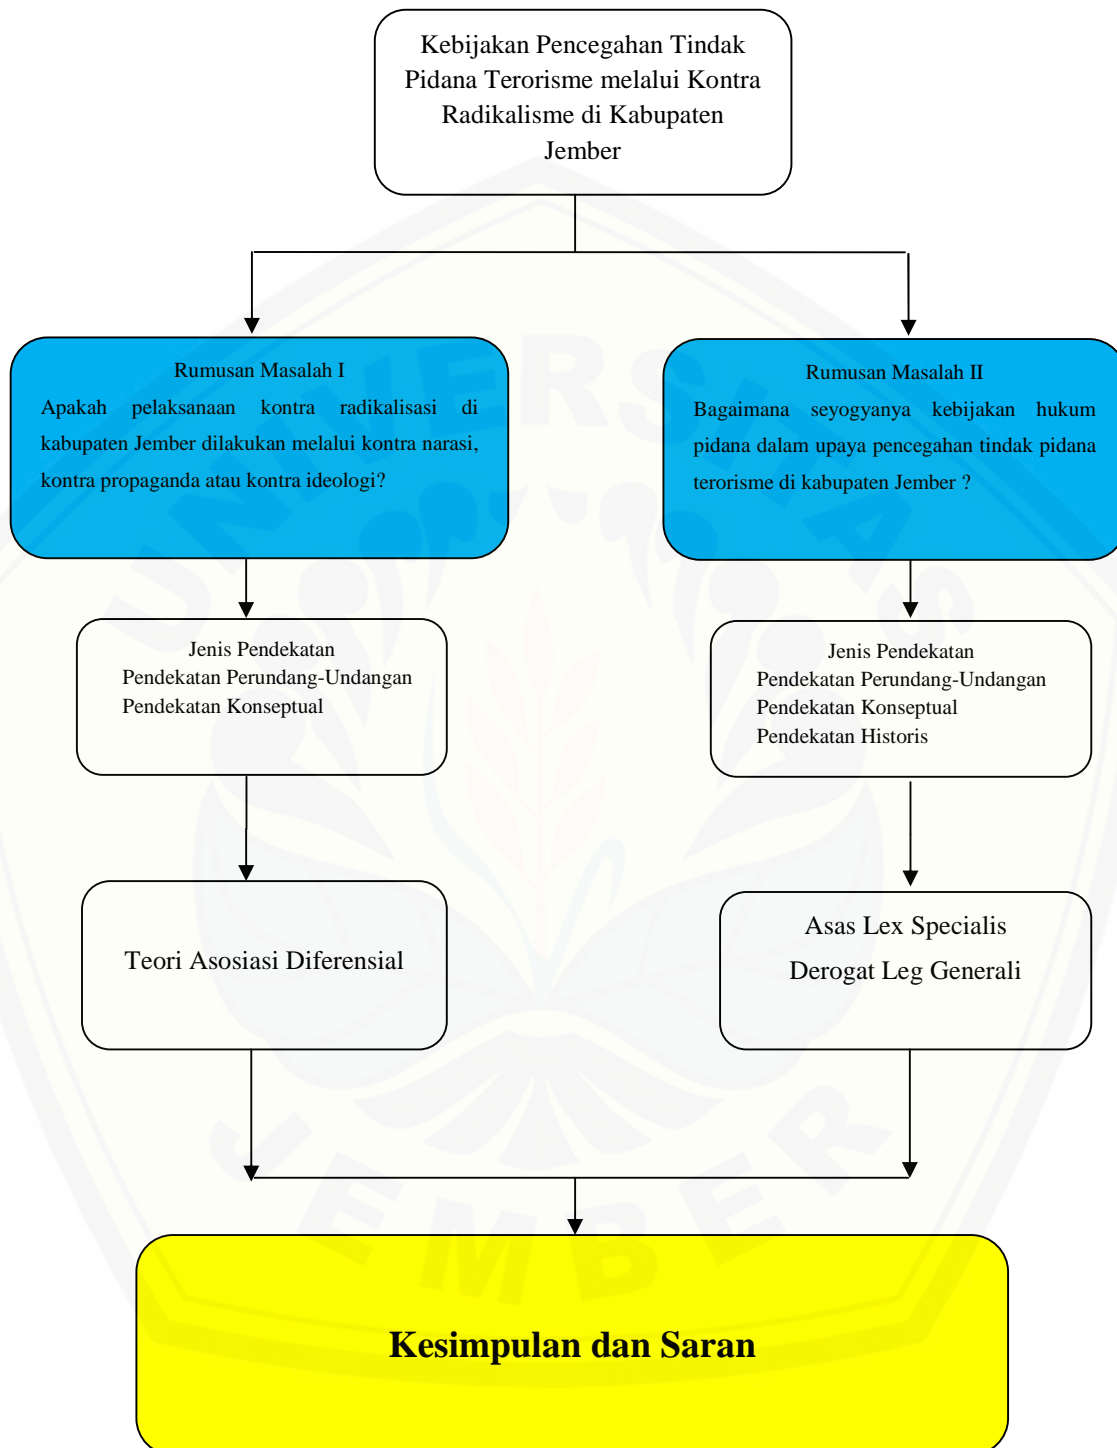 Kebijakan Pencegahan Tindak
Pidana Terorisme melalui Kontra
Radikalisme di Kabupaten
Jember
Rumusan Masalah I
Apakah pelaksanaan kontra radikalisasi di
kabupaten Jember dilakukan melalui kontra narasi,
kontra propaganda atau kontra ideologi?
Rumusan Masalah II
Bagaimana seyogyanya kebijakan hukum
pidana dalam upaya pencegahan tindak pidana
terorisme di kabupaten Jember ?
Jenis Pendekatan
Pendekatan Perundang-Undangan
Pendekatan Konseptual
Jenis Pendekatan
Pendekatan Perundang-Undangan
Pendekatan Konseptual
Pendekatan Historis
Teori Asosiasi Diferensial
Asas Lex Specialis
Derogat Leg Generali
Kesimpulan dan Saran
UNIVERSITAS
JEMBER